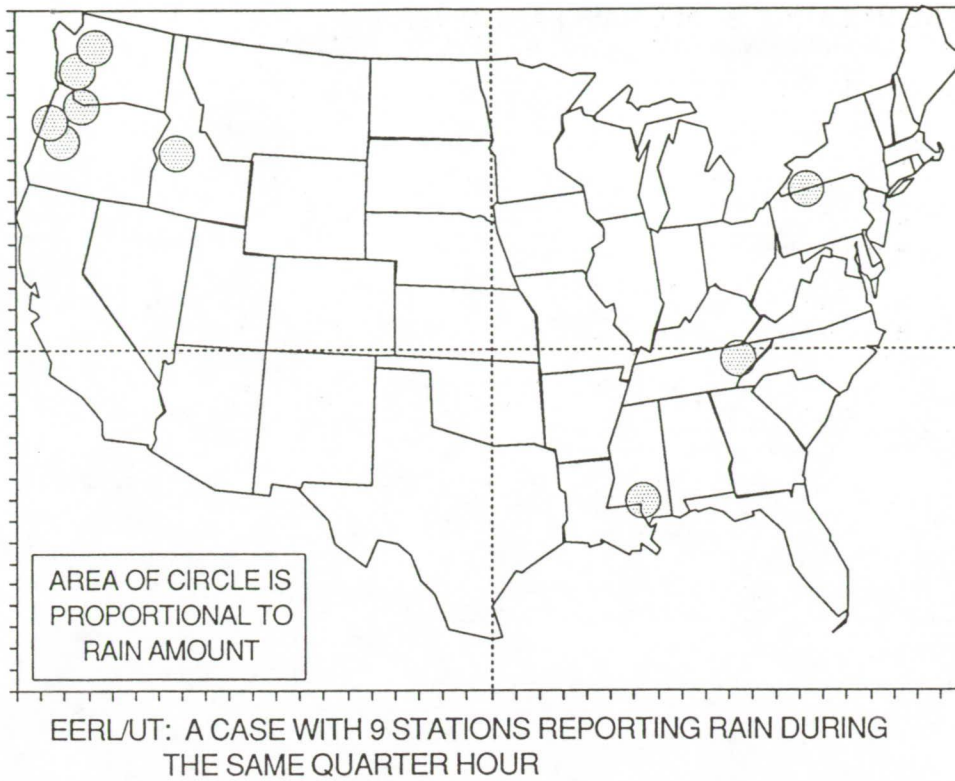 AREA OF CIRCLE IS
PROPORTIONAL TO
RAIN AMOUNT
EERL/UT: A CASE WITH 9 STATIONS REPORTING RAIN DURING
THE SAME QUARTER HOUR